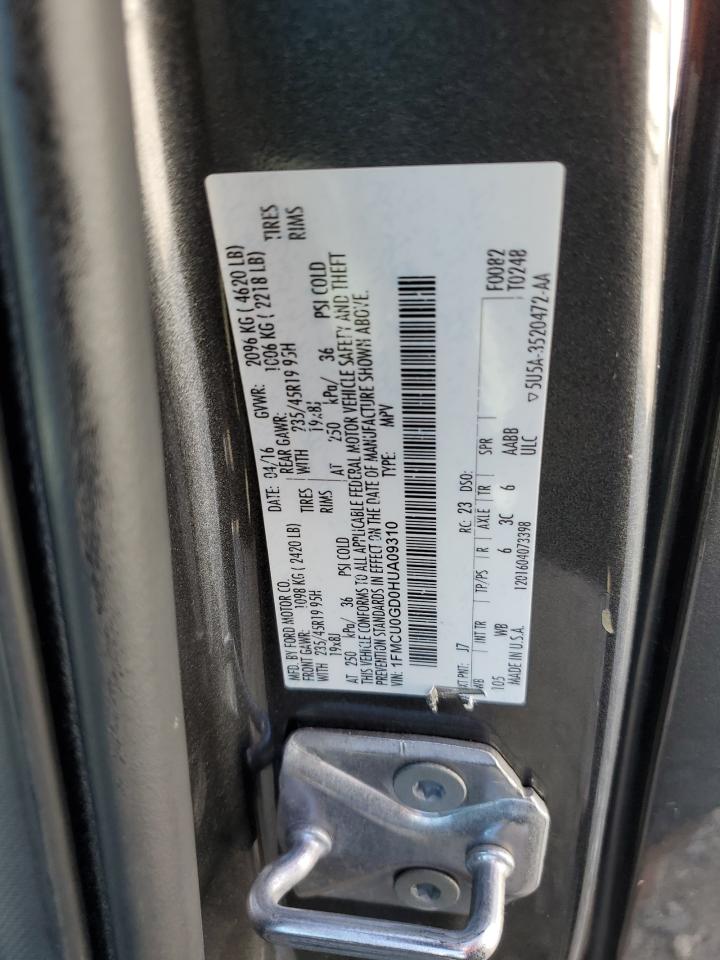 MFD. BY FORD MOTOR CO. DATE: 04/16 GVWR: 2096 KG ( 4620 LB)
FRONT GAWR: 1098 KG ( 2420 LB) REAR GAWR: 1006 KG ( 2218 LB)
WITH 235/45R19 95H TIRES WITH 235/45R19 95H TIRES
19x8J RIMS 19x8J RIMS
AT 250 kPa/ 36 PSI COLD AT 250 kPa/ 36 PSI COLD
THIS VEHICLE CONFORMS TO ALL APPLICABLE FEDERAL MOTOR VEHICLE SAFETY AND THEFT
PREVENTION STANDARDS IN EFFECT ON THE DATE OF MANUFACTURE SHOWN ABOVE.
VIN: 1FMCU0GD0HUA09310 TYPE: MPV
EXT PNT: J7 RC: 23 DSO: F0082
WB INT TR TP/PS R AXLE TR SPR T0248
105 WB 6 3C 6 AABB
MADE IN U.S.A. ULC ▽5U5A-3520472-AA
1201604073398